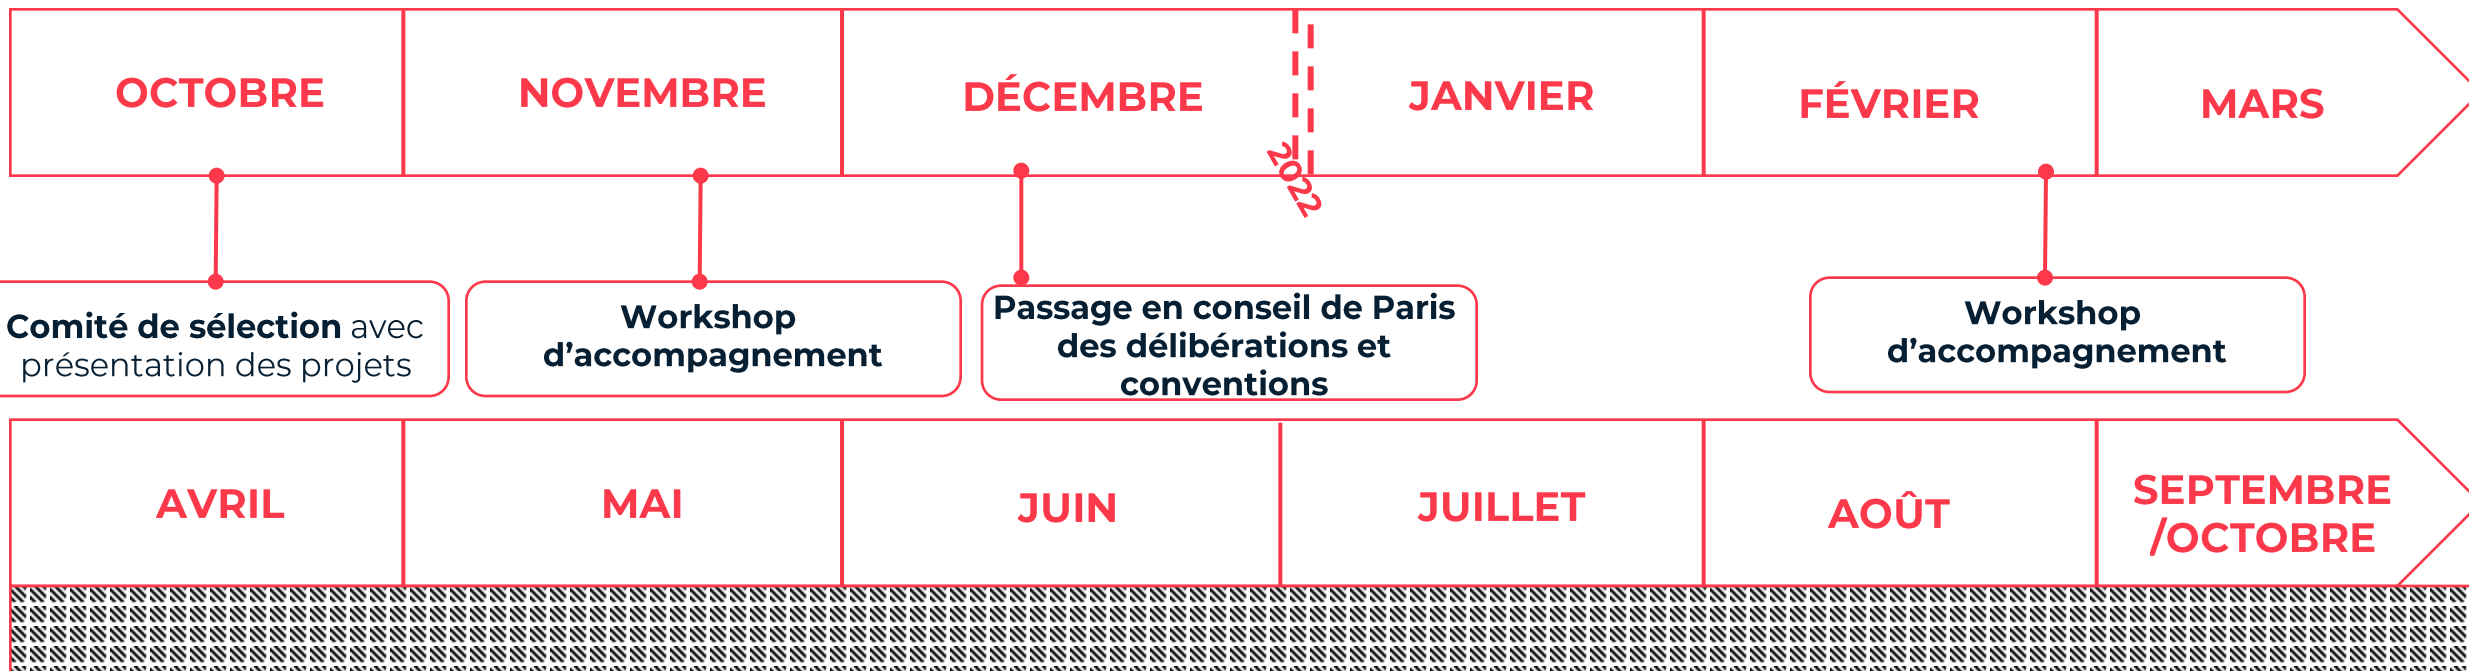 OCTOBRE
NOVEMBRE
DÉCEMBRE
JANVIER
FÉVRIER
MARS
2022
Comité de sélection avec
présentation des projets
Workshop
d’accompagnement
Passage en conseil de Paris
des délibérations et
conventions
Workshop
d’accompagnement
AVRIL
MAI
JUIN
JUILLET
AOÛT
SEPTEMBRE
/OCTOBRE